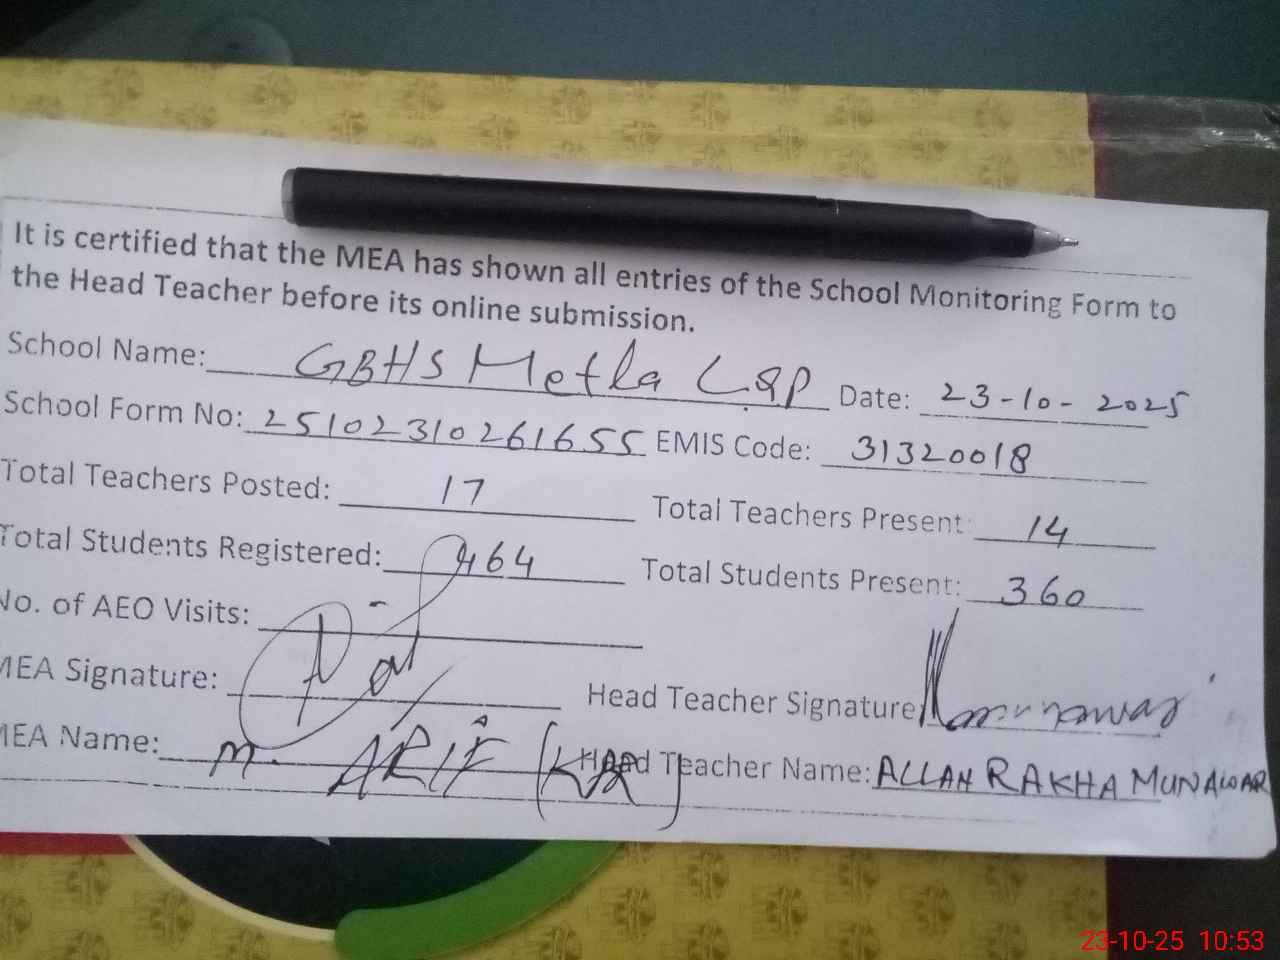 It is certified that the MEA has shown all entries of the School Monitoring Form to
the Head Teacher before its online submission.
School Name: GBHS Metla LQP Date: 23-10-2025
School Form No: 25102310261655 EMIS Code: 31320018
Total Teachers Posted: 17 Total Teachers Present: 14
Total Students Registered: 464 Total Students Present: 360
No. of AEO Visits: -
MEA Signature: Head Teacher Signature: Munawar
MEA Name: M. ARIF Head Teacher Name: ALLAH RAKHA MUNAWAR
23-10-25 10:53